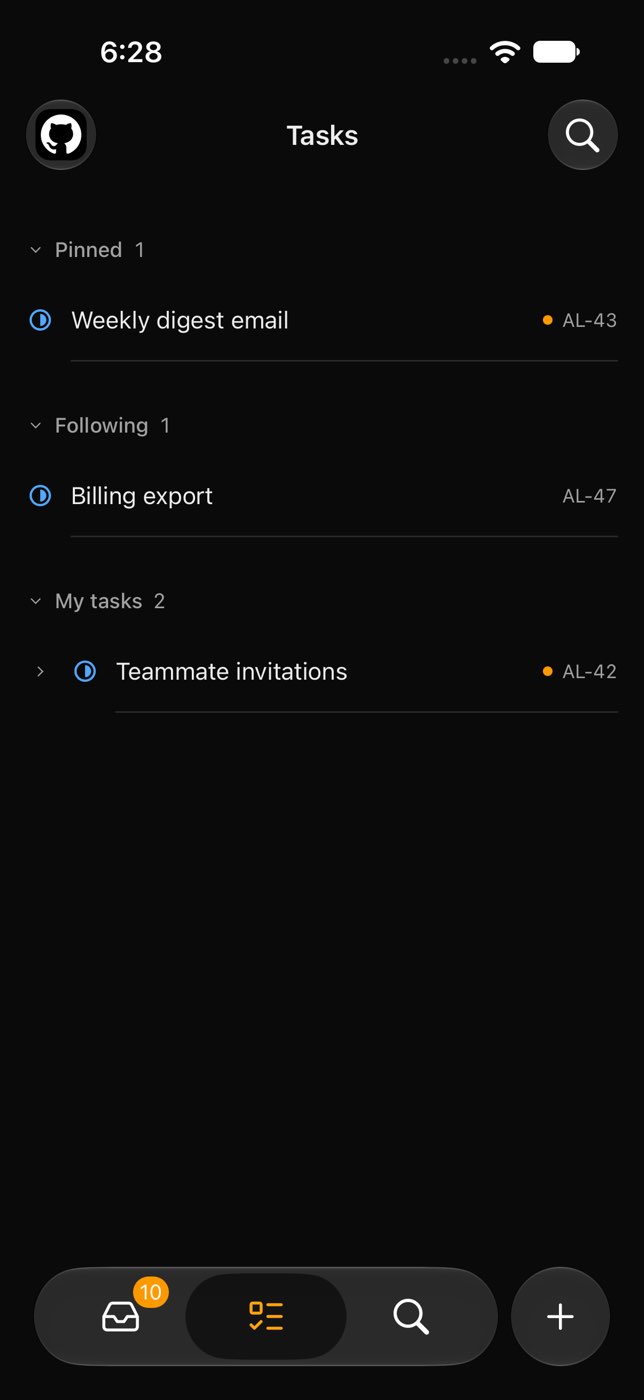 6:28
Tasks
Pinned 1
Weekly digest email AL-43
Following 1
Billing export AL-47
My tasks 2
Teammate invitations AL-42
10